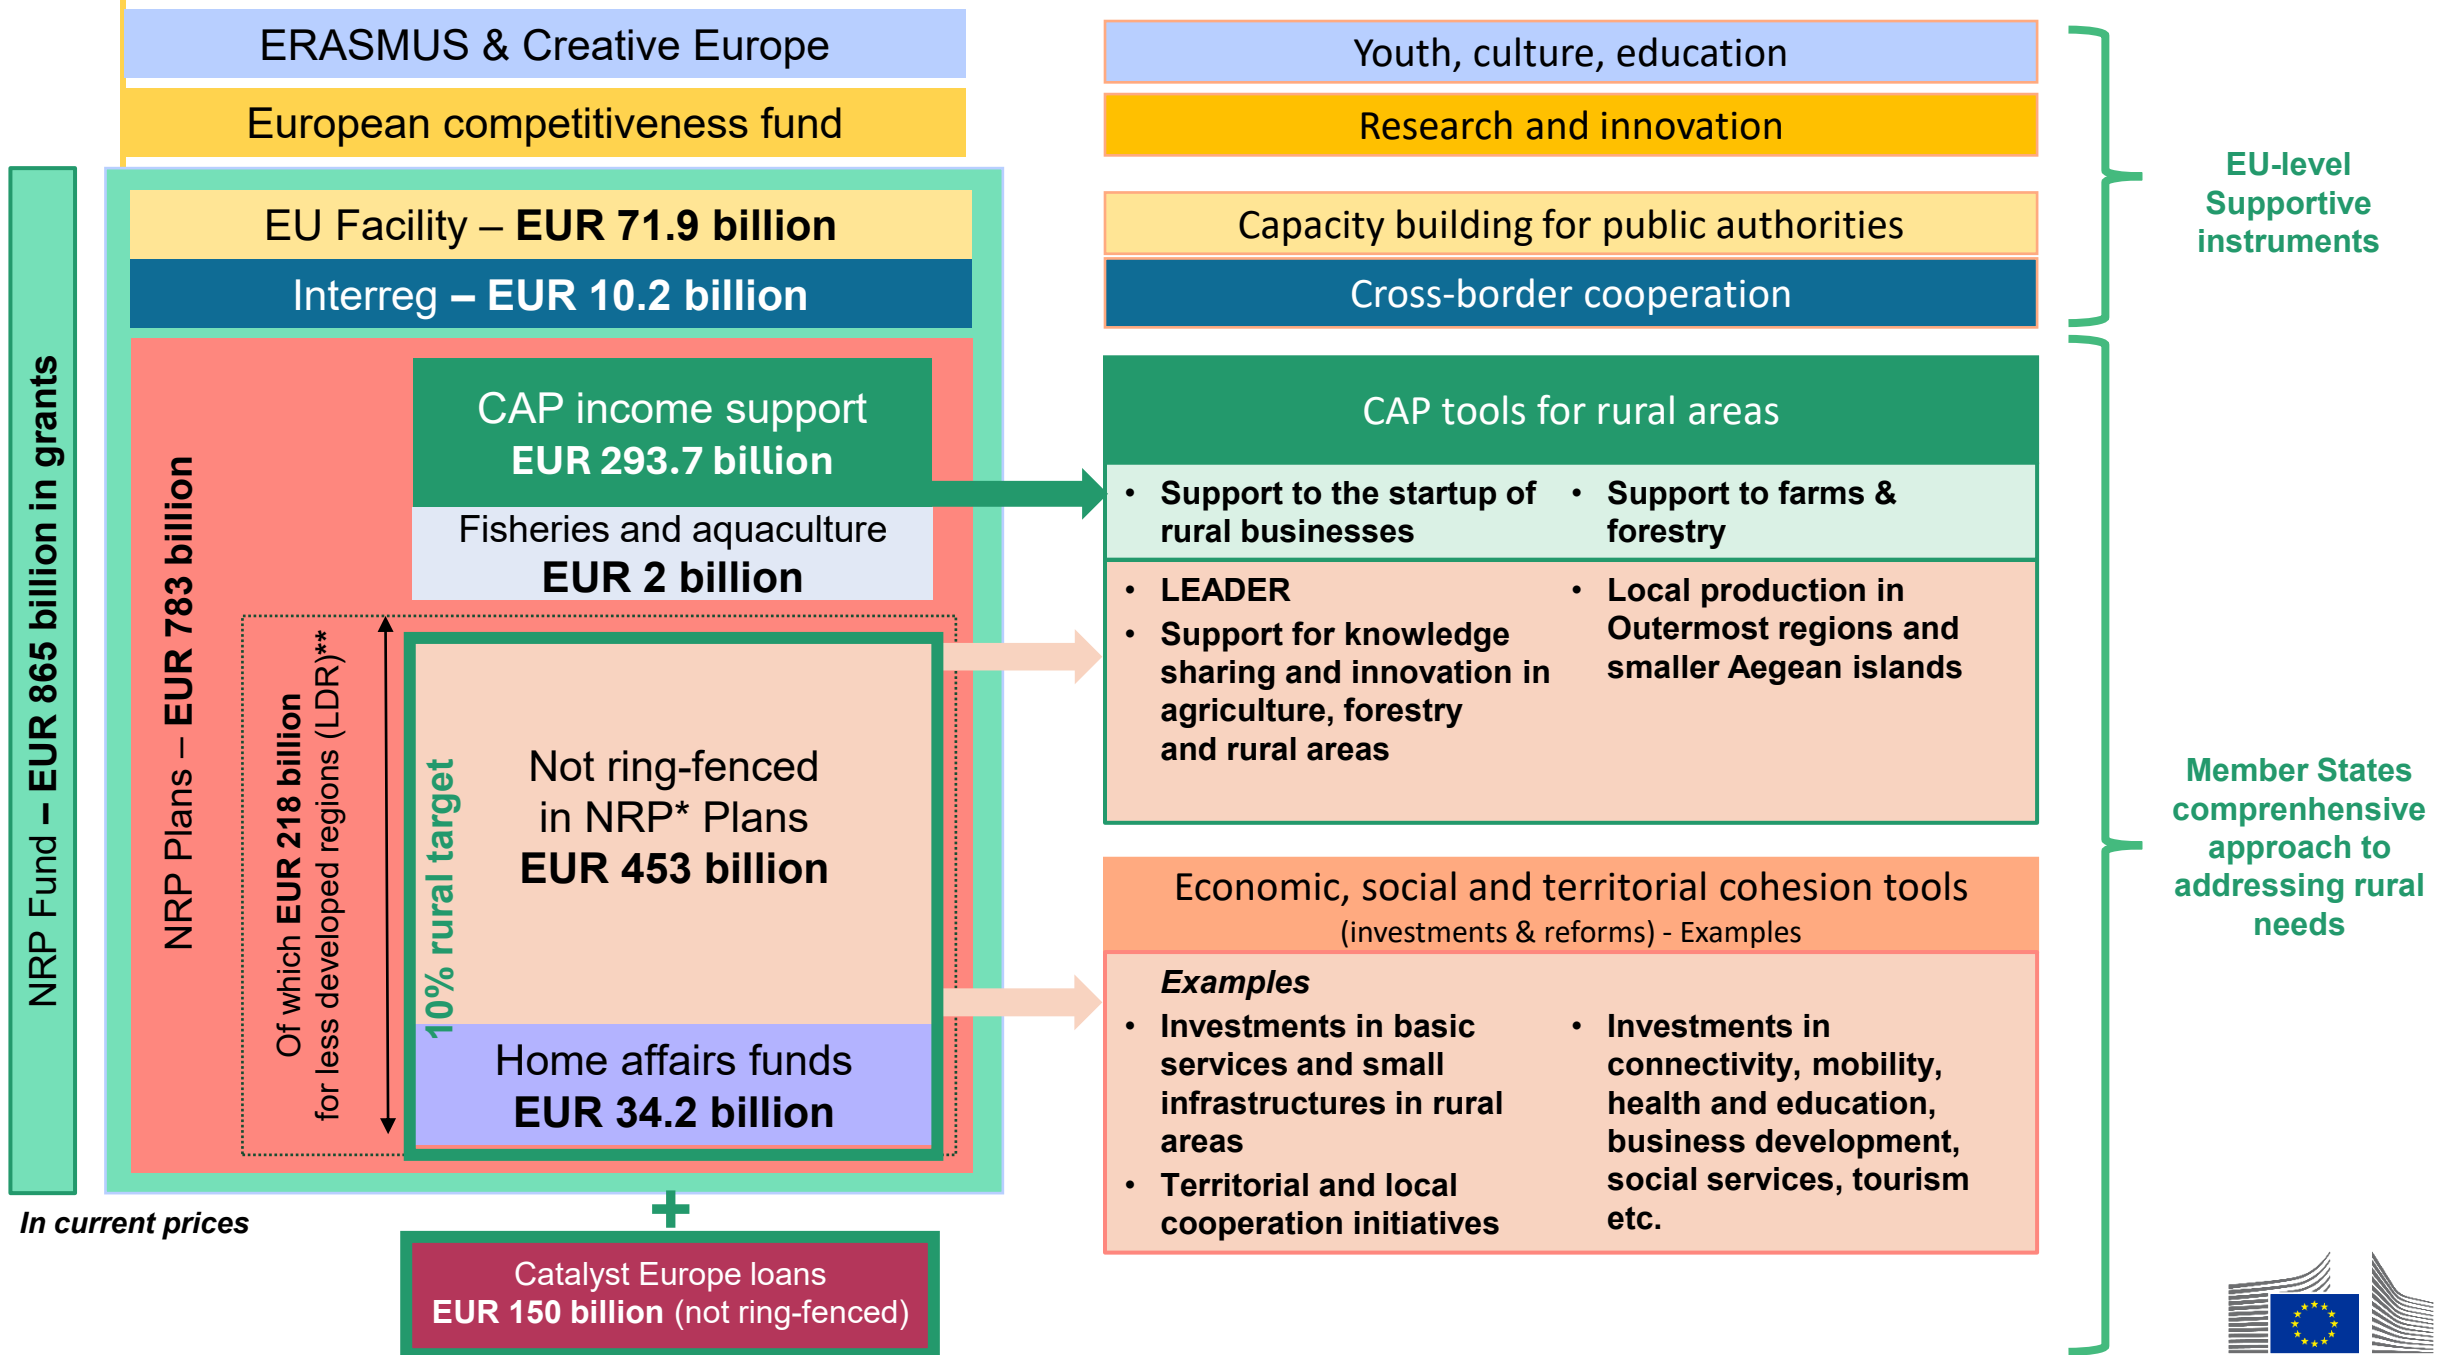 ERASMUS & Creative Europe
European competitiveness fund
NRP Fund – EUR 865 billion in grants
EU Facility – EUR 71.9 billion
Interreg – EUR 10.2 billion
NRP Plans – EUR 783 billion
CAP income support
EUR 293.7 billion
Fisheries and aquaculture
EUR 2 billion
Of which EUR 218 billion
for less developed regions (LDR)**
10% rural target
Not ring-fenced
in NRP* Plans
EUR 453 billion
Home affairs funds
EUR 34.2 billion
In current prices
+
Catalyst Europe loans
EUR 150 billion (not ring-fenced)
Youth, culture, education
Research and innovation
Capacity building for public authorities
Cross-border cooperation
CAP tools for rural areas
• Support to the startup of
rural businesses
• Support to farms &
forestry
• LEADER
• Support for knowledge
sharing and innovation in
agriculture, forestry
and rural areas
• Local production in
Outermost regions and
smaller Aegean islands
Economic, social and territorial cohesion tools
(investments & reforms) - Examples
Examples
• Investments in basic
services and small
infrastructures in rural
areas
• Territorial and local
cooperation initiatives
• Investments in
connectivity, mobility,
health and education,
business development,
social services, tourism
etc.
EU-level
Supportive
instruments
Member States
comprenhensive
approach to
addressing rural
needs